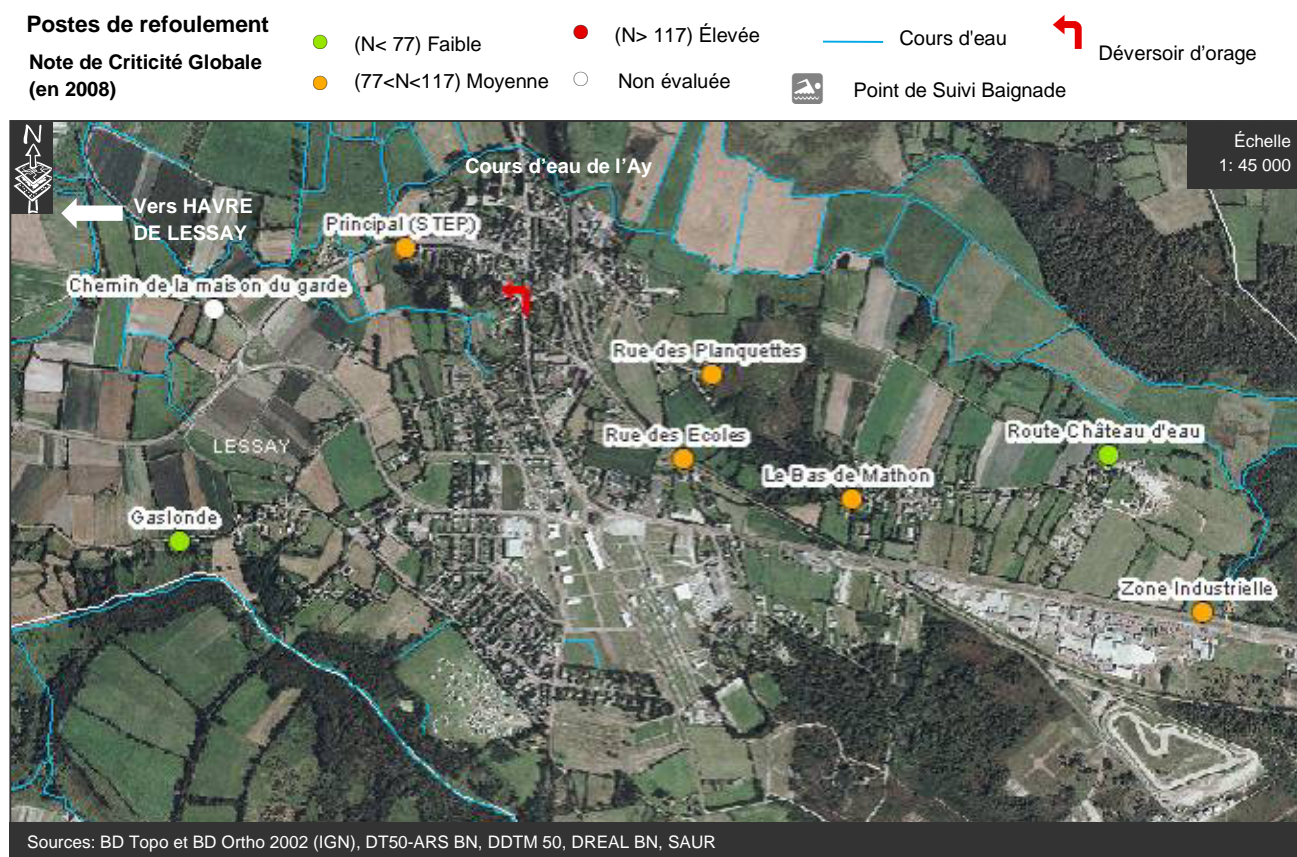 Postes de refoulement
Note de Criticité Globale
(en 2008)
(N< 77) Faible
(77<N<117) Moyenne
(N> 117) Élevée
Non évaluée
Cours d'eau
Point de Suivi Baignade
Déversoir d'orage
N
Échelle
1: 45 000
Cours d'eau de l'Ay
Vers HAVRE
DE LESSAY
Principal (STEP)
Chemin de la maison du garde
Rue des Planquettes
Rue des Ecoles
Route Château d'eau
LESSAY
Le Bas de Mathon
Gaslonde
Zone Industrielle
Sources: BD Topo et BD Ortho 2002 (IGN), DT50-ARS BN, DDTM 50, DREAL BN, SAUR